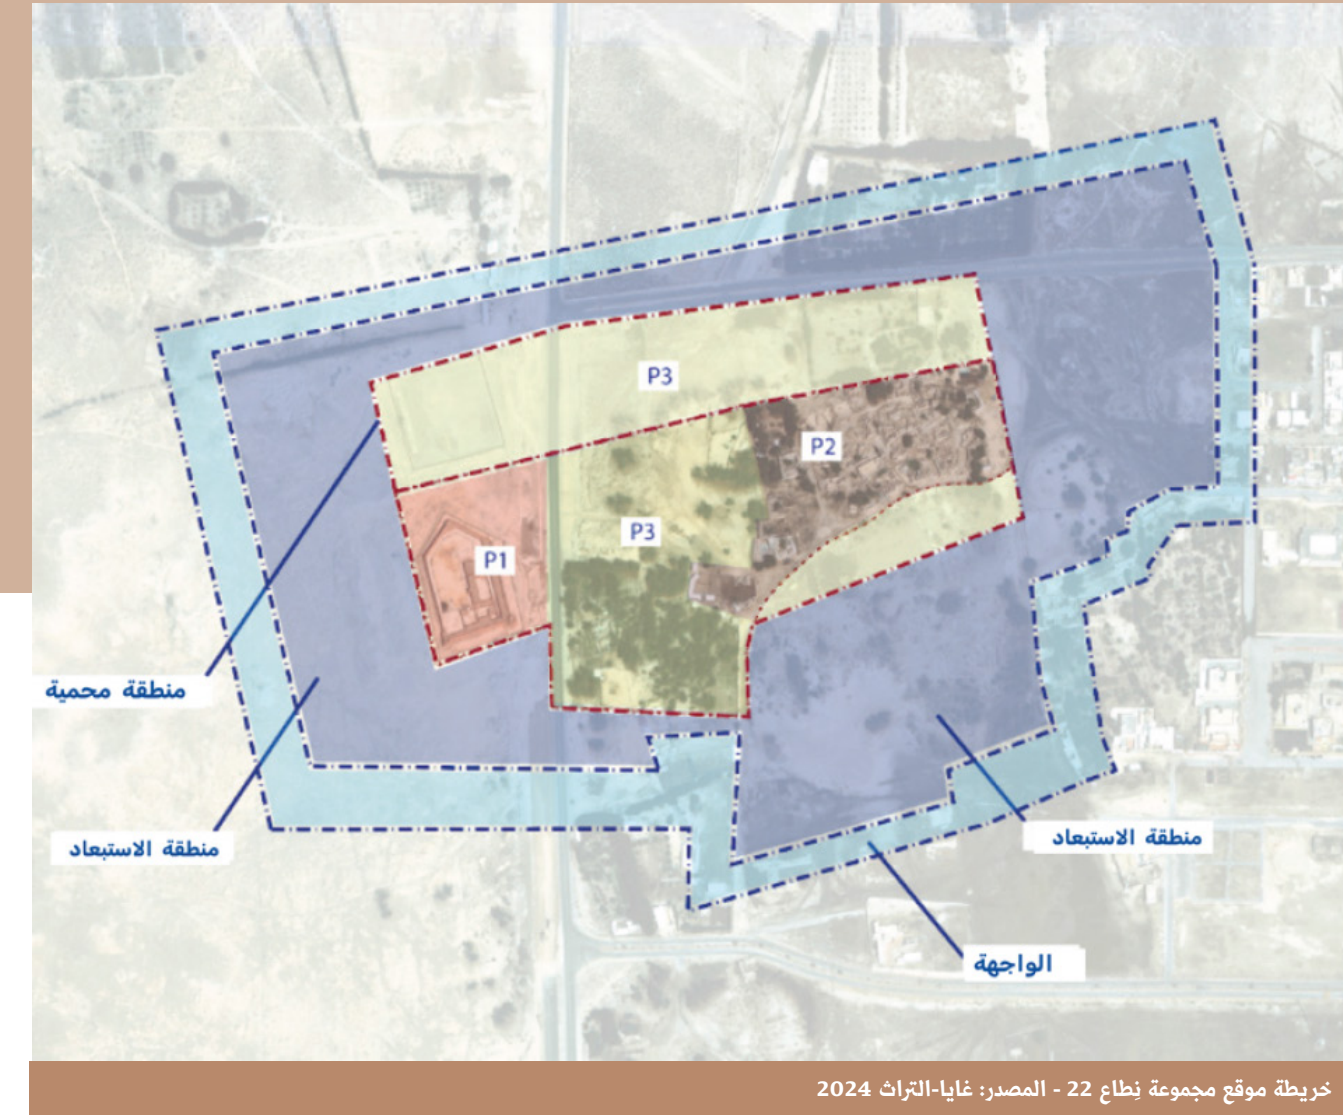 P3
P2
P3
P1
منطقة محمية
منطقة الاستبعاد
منطقة الاستبعاد
الواجهة
خريطة موقع مجموعة نِطاع 22 - المصدر: غايا-التراث 2024